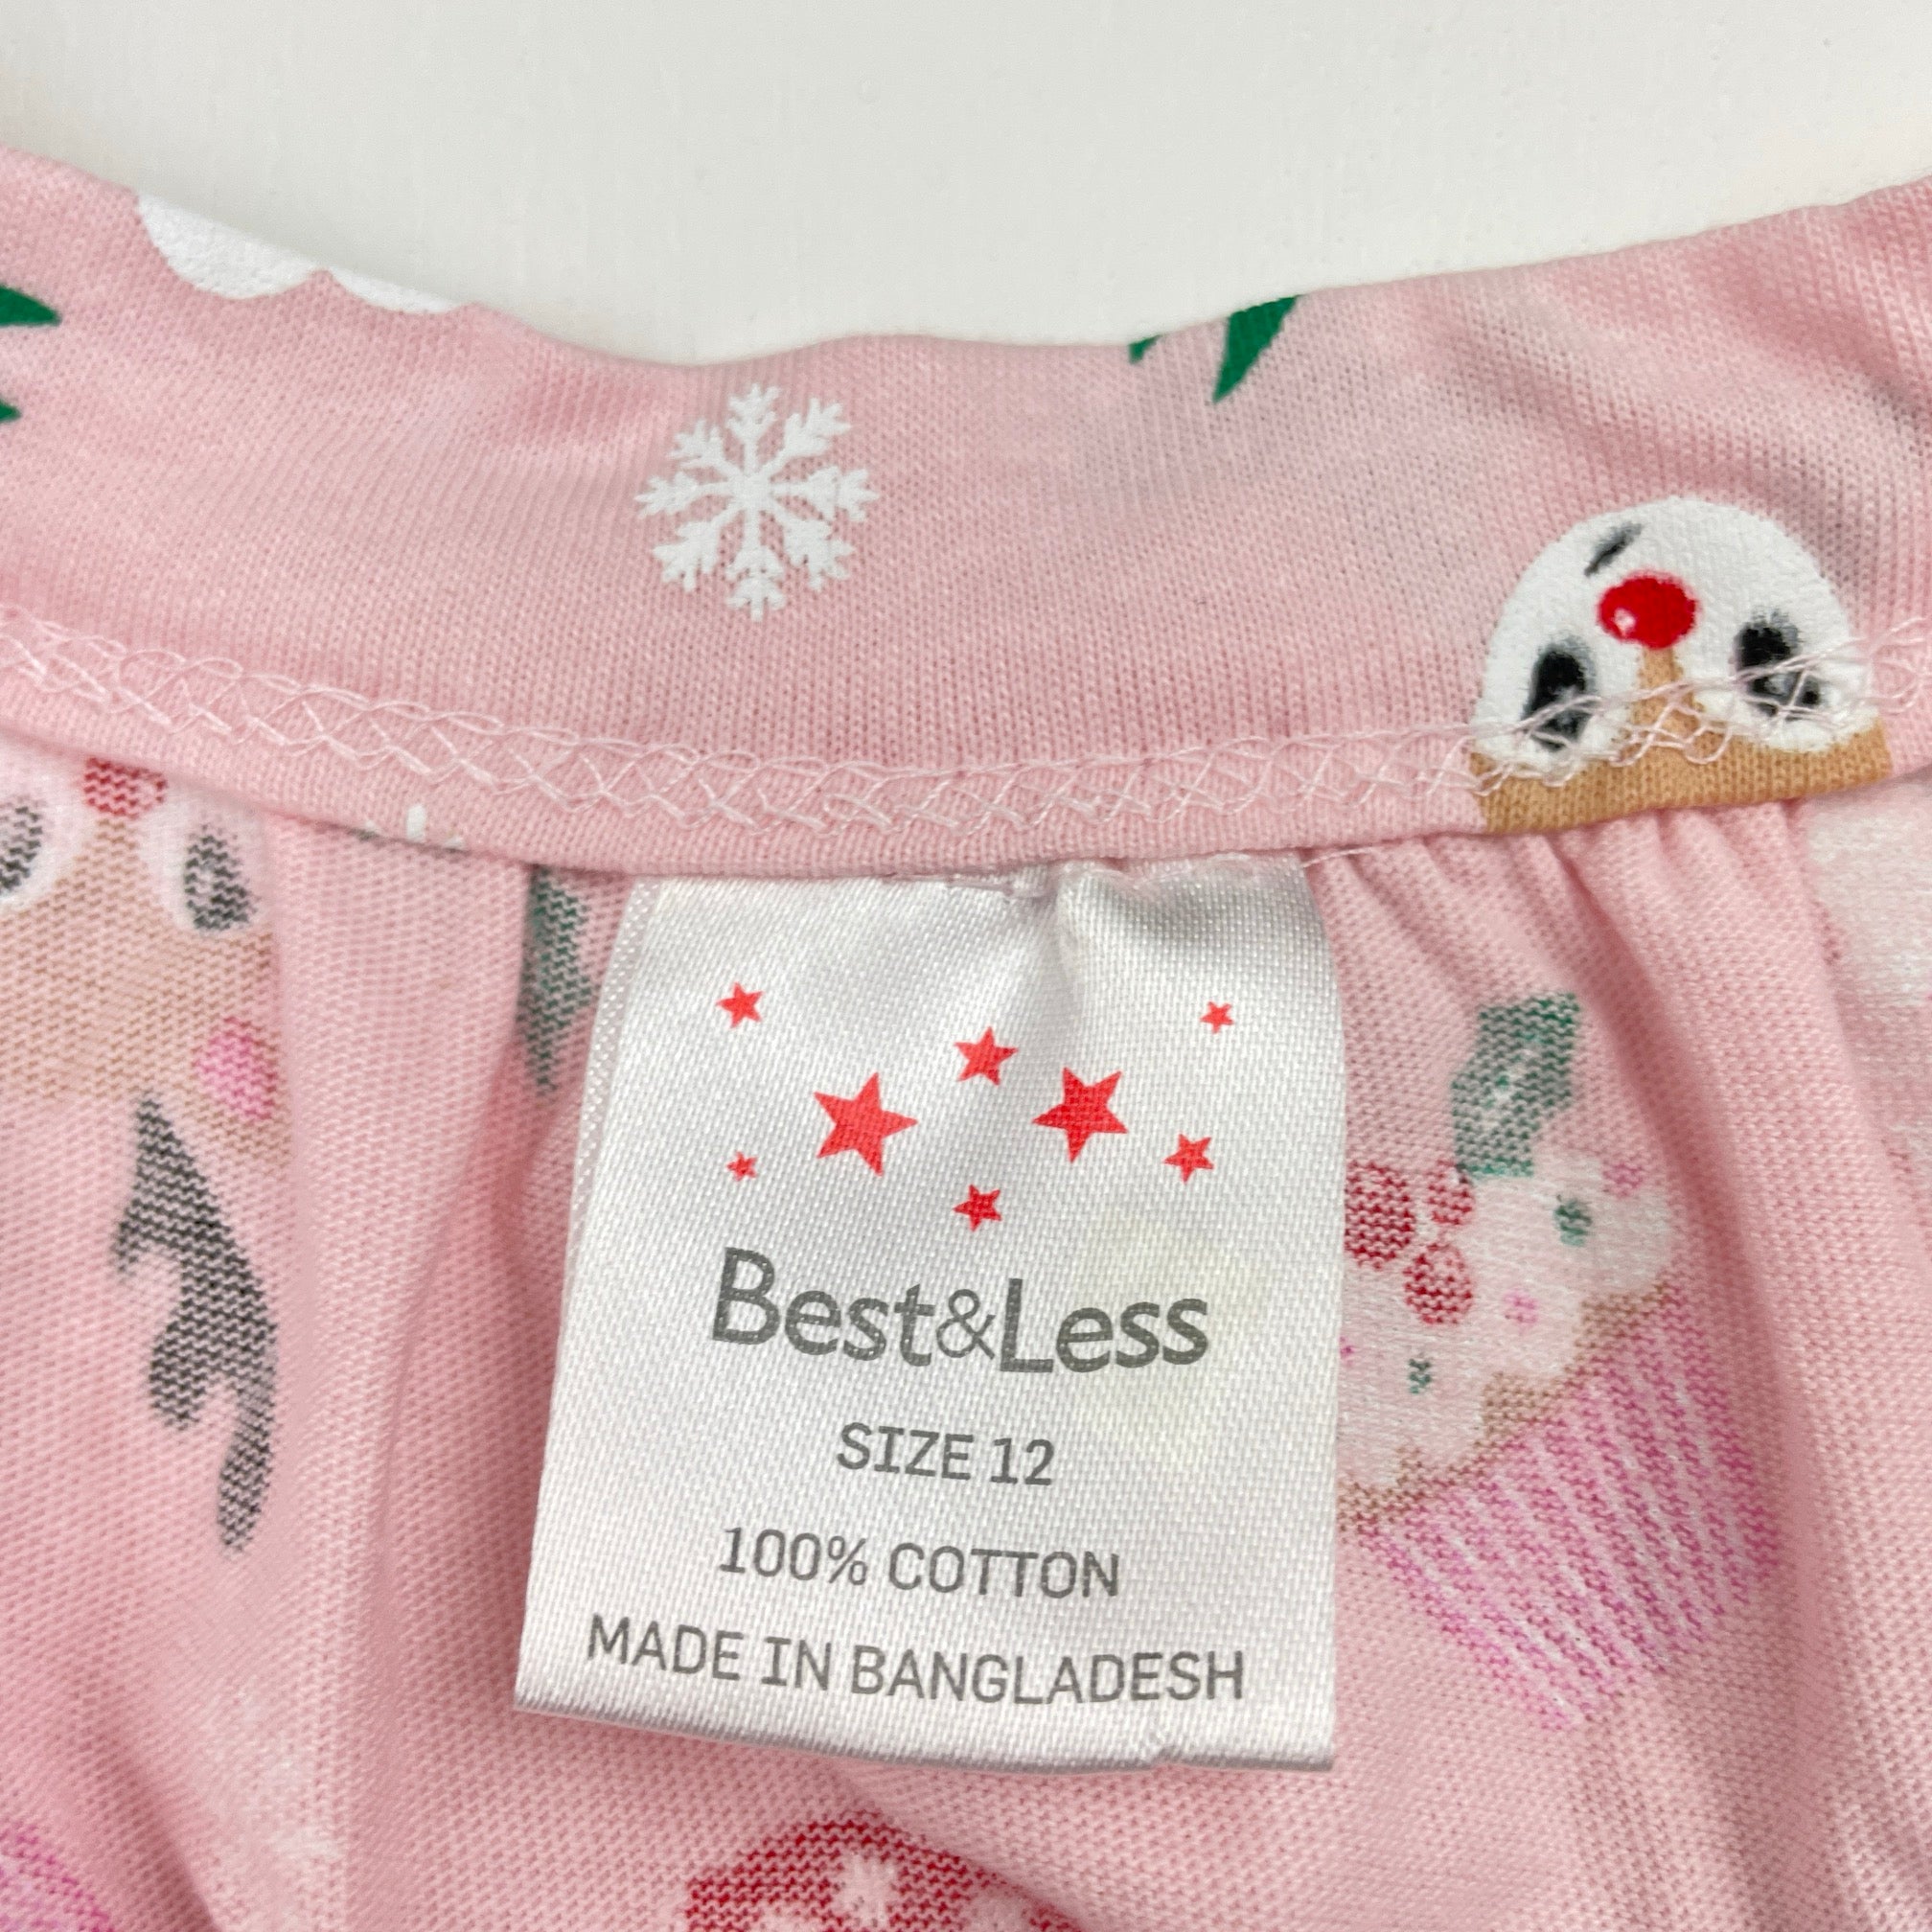 Best&Less
SIZE 12
100% COTTON
MADE IN BANGLADESH